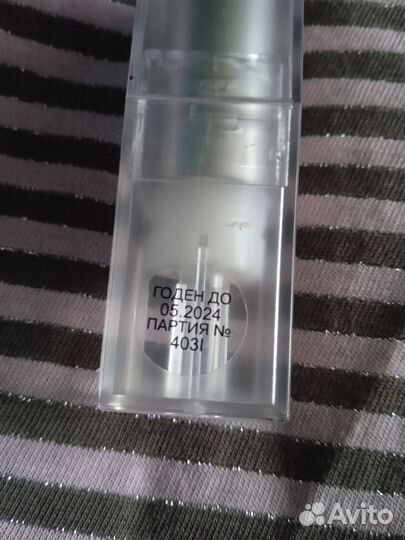 ГОДЕН ДО
05.2024
ПАРТИЯ №
403I
Avito